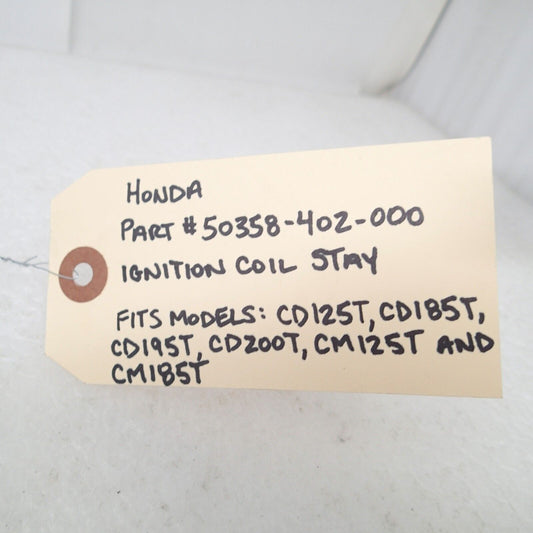 HONDA
PART # 50358-402-000
IGNITION COIL STAY
FITS MODELS: CD125T, CD185T,
CD195T, CD200T, CM125T AND
CM185T